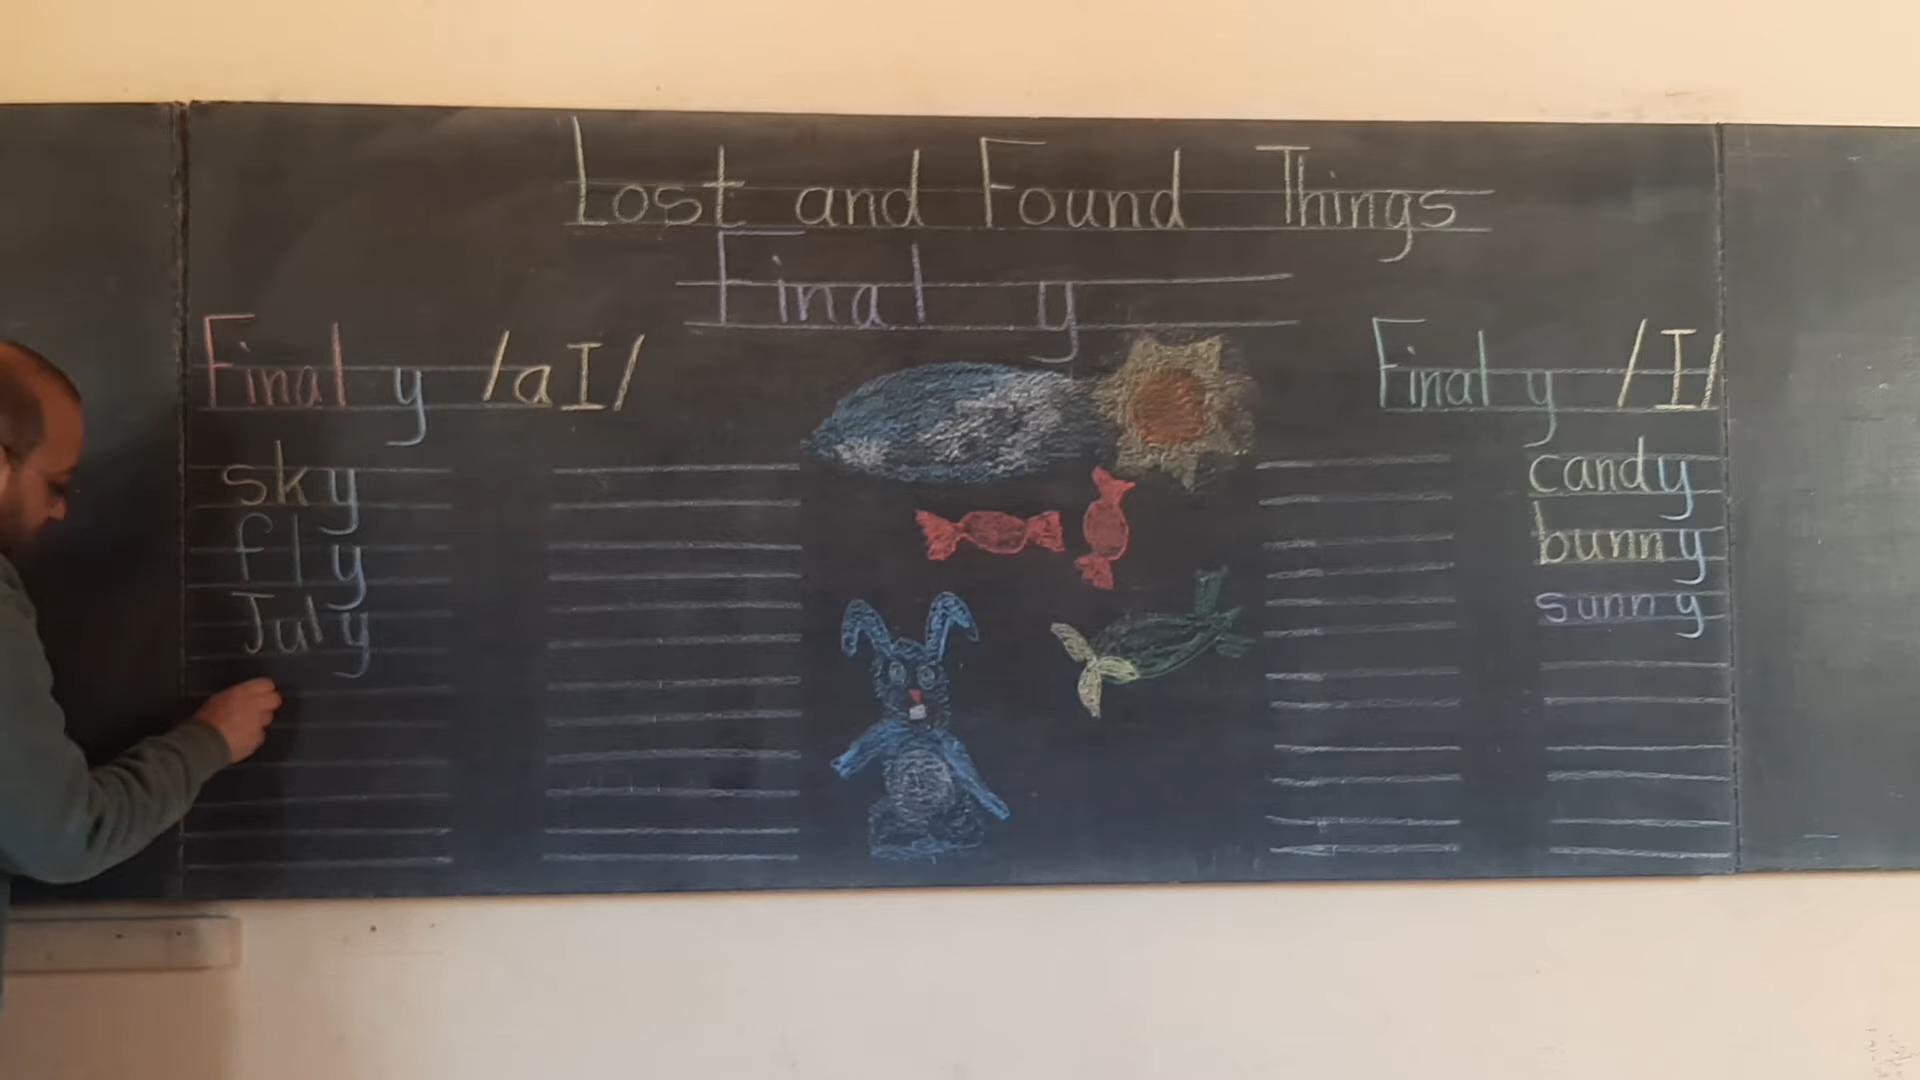 Lost and Found Things
Final y
Final y /aI/
sky
fly
July
Final y /I/
candy
bunny
sunny